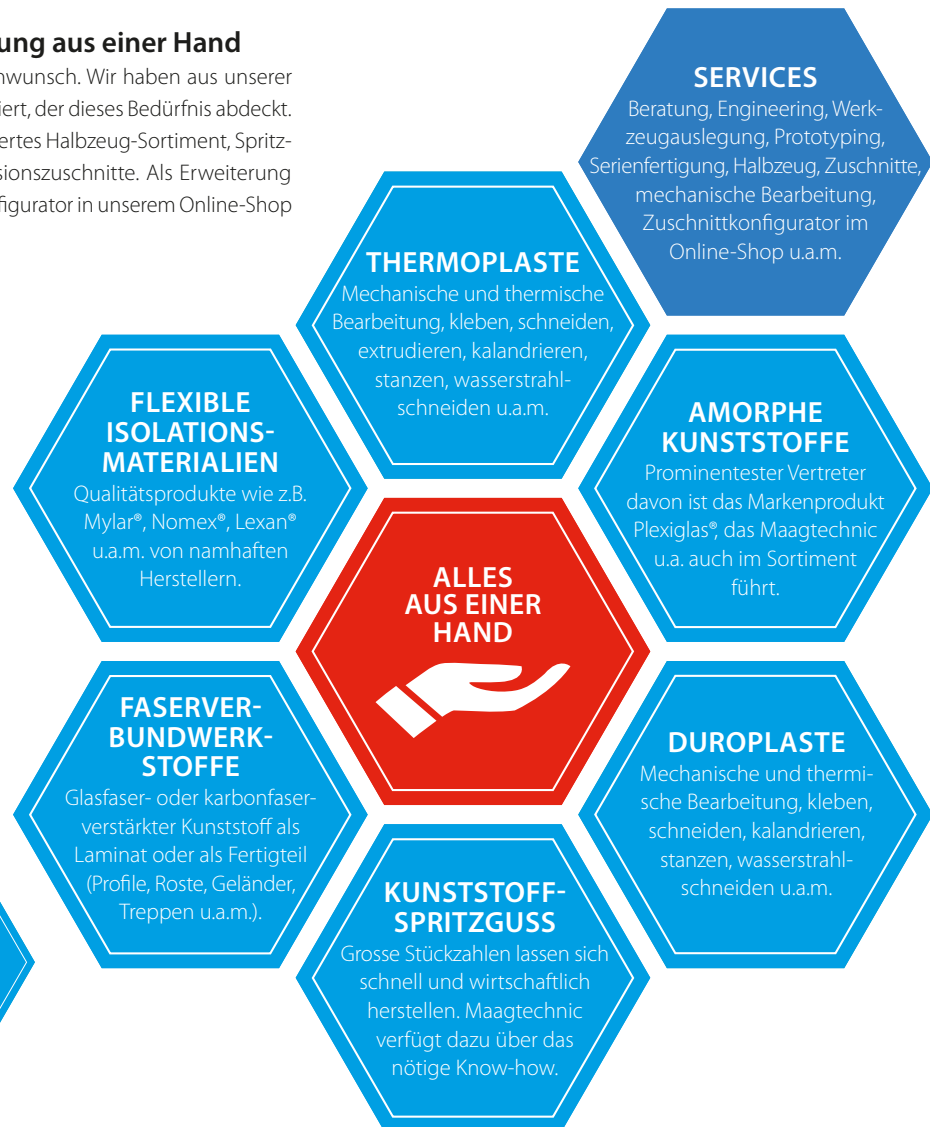 ung aus einer Hand
nwunsch. Wir haben aus unserer
iert, der dieses Bedürfnis abdeckt.
ertes Halbzeug-Sortiment, Spritz-
sionszuschnitte. Als Erweiterung
figurator in unserem Online-Shop
SERVICES
Beratung, Engineering, Werk-
zeugauslegung, Prototyping,
Serienfertigung, Halbzeug, Zuschnitte,
mechanische Bearbeitung,
Zuschnittkonfigurator im
Online-Shop u.a.m.
THERMOPLASTE
Mechanische und thermische
Bearbeitung, kleben, schneiden,
extrudieren, kalandrieren,
stanzen, wasserstrahl-
schneiden u.a.m.
FLEXIBLE
ISOLATIONS-
MATERIALIEN
Qualitätsprodukte wie z.B.
Mylar®, Nomex®, Lexan®
u.a.m. von namhaften
Herstellern.
AMORPHE
KUNSTSTOFFE
Prominentester Vertreter
davon ist das Markenprodukt
Plexiglas®, das Maagtechnic
u.a. auch im Sortiment
führt.
ALLES
AUS EINER
HAND
FASERVER-
BUNDWERK-
STOFFE
Glasfaser- oder karbonfaser-
verstärkter Kunststoff als
Laminat oder als Fertigteil
(Profile, Roste, Geländer,
Treppen u.a.m.).
DUROPLASTE
Mechanische und thermi-
sche Bearbeitung, kleben,
schneiden, kalandrieren,
stanzen, wasserstrahl-
schneiden u.a.m.
KUNSTSTOFF-
SPRITZGUSS
Grosse Stückzahlen lassen sich
schnell und wirtschaftlich
herstellen. Maagtechnic
verfügt dazu über das
nötige Know-how.